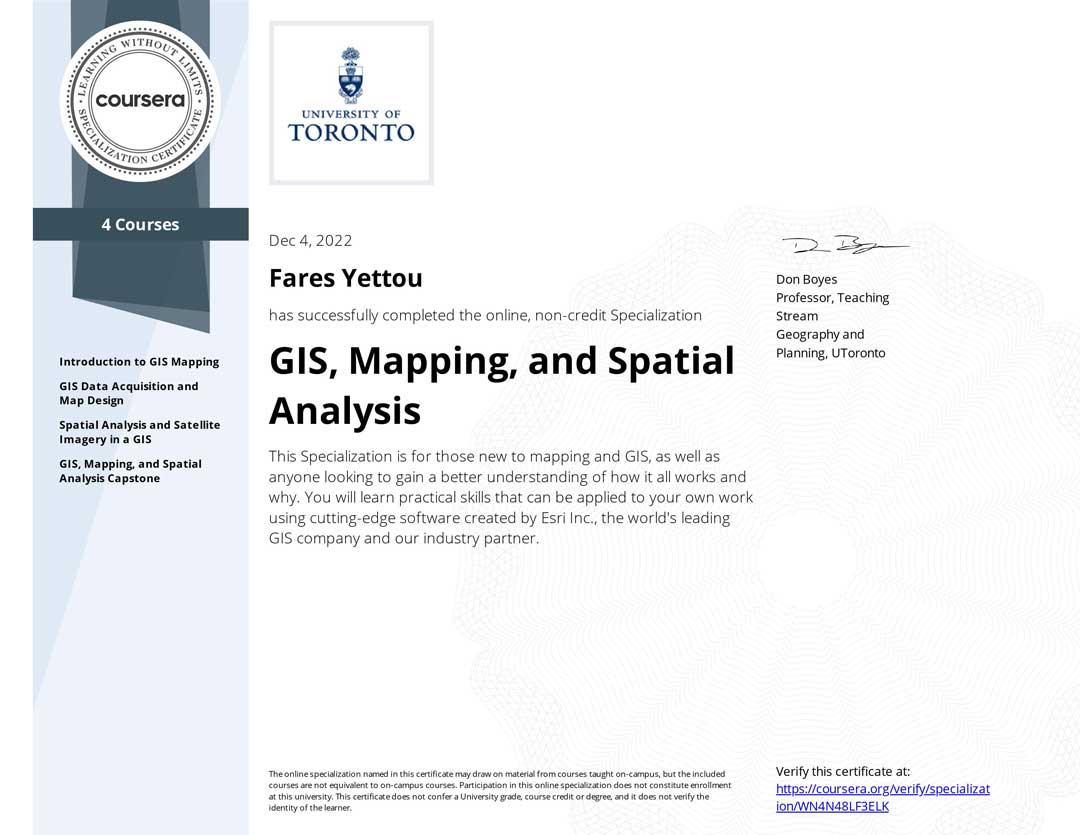 LEARNING WITHOUT LIMITS
coursera
SPECIALIZATION CERTIFICATE
4 Courses
Introduction to GIS Mapping
GIS Data Acquisition and
Map Design
Spatial Analysis and Satellite
Imagery in a GIS
GIS, Mapping, and Spatial
Analysis Capstone
UNIVERSITY OF
TORONTO
Dec 4, 2022
Fares Yettou
has successfully completed the online, non-credit Specialization
GIS, Mapping, and Spatial
Analysis
This Specialization is for those new to mapping and GIS, as well as
anyone looking to gain a better understanding of how it all works and
why. You will learn practical skills that can be applied to your own work
using cutting-edge software created by Esri Inc., the world's leading
GIS company and our industry partner.
Don Boyes
Professor, Teaching
Stream
Geography and
Planning, UToronto
The online specialization named in this certificate may draw on material from courses taught on-campus, but the included
courses are not equivalent to on-campus courses. Participation in this online specialization does not constitute enrollment
at this university. This certificate does not confer a University grade, course credit or degree, and it does not verify the
identity of the learner.
Verify this certificate at:
https://coursera.org/verify/specializat
ion/WN4N48LF3ELK